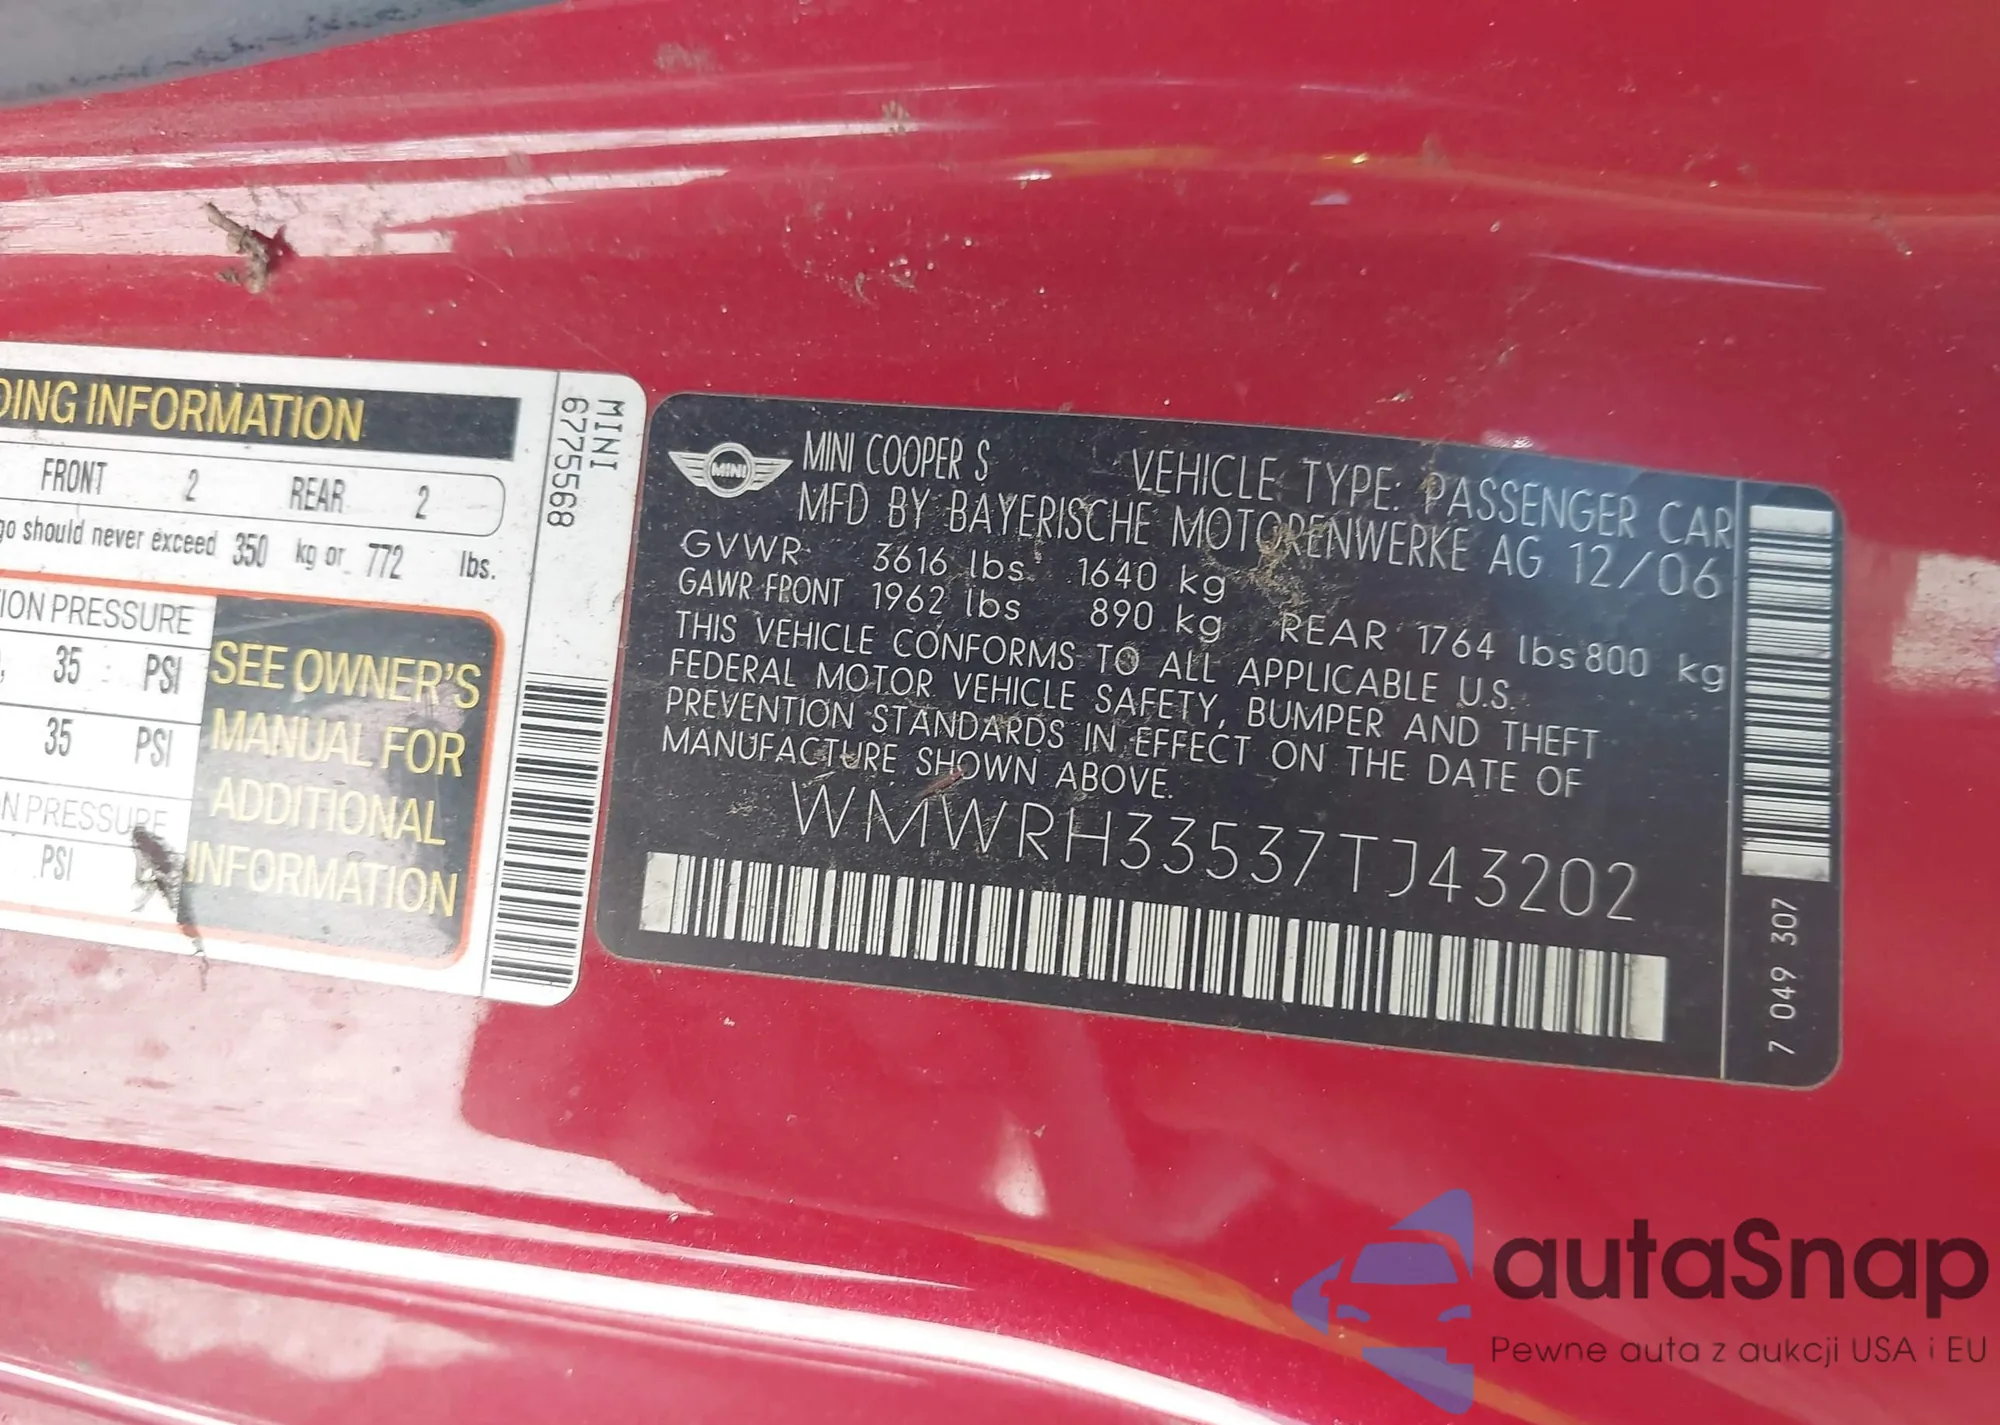 DING INFORMATION
FRONT 2 REAR 2
go should never exceed 350 kg or 772 lbs.
ION PRESSURE
35 PSI
35 PSI
N PRESSURE
PSI
SEE OWNER'S
MANUAL FOR
ADDITIONAL
INFORMATION
MINI
6775568
MINI
MINI COOPER S VEHICLE TYPE: PASSENGER CAR
MFD BY BAYERISCHE MOTORENWERKE AG 12/06
GVWR 3616 lbs 1640 kg
GAWR FRONT 1962 lbs 890 kg REAR 1764 lbs 800 kg
THIS VEHICLE CONFORMS TO ALL APPLICABLE U.S.
FEDERAL MOTOR VEHICLE SAFETY, BUMPER AND THEFT
PREVENTION STANDARDS IN EFFECT ON THE DATE OF
MANUFACTURE SHOWN ABOVE.
WMWRH33537TJ43202
7 049 307
autaSnap
Pewne auta z aukcji USA i EU